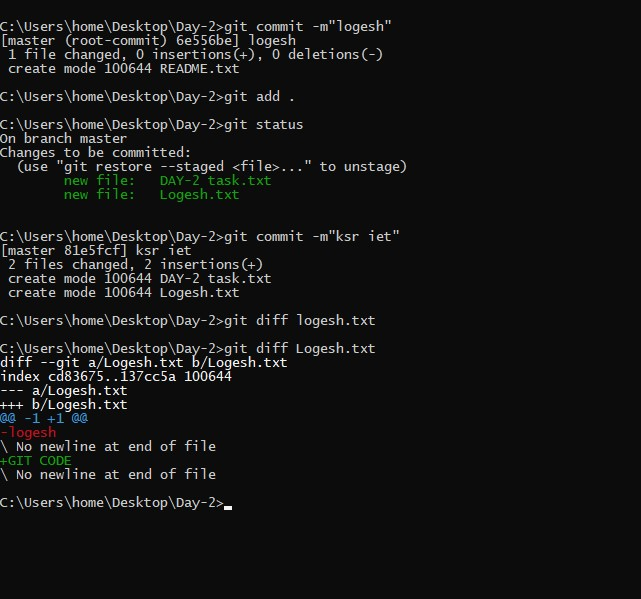 C:\Users\home\Desktop\Day-2>git commit -m"logesh"
[master (root-commit) 6e556be] logesh
 1 file changed, 0 insertions(+), 0 deletions(-)
 create mode 100644 README.txt
C:\Users\home\Desktop\Day-2>git add .
C:\Users\home\Desktop\Day-2>git status
On branch master
Changes to be committed:
  (use "git restore --staged <file>..." to unstage)
        new file:   DAY-2 task.txt
        new file:   Logesh.txt
C:\Users\home\Desktop\Day-2>git commit -m"ksr iet"
[master 81e5fcf] ksr iet
 2 files changed, 2 insertions(+)
 create mode 100644 DAY-2 task.txt
 create mode 100644 Logesh.txt
C:\Users\home\Desktop\Day-2>git diff logesh.txt
C:\Users\home\Desktop\Day-2>git diff Logesh.txt
diff --git a/Logesh.txt b/Logesh.txt
index cd83675..137cc5a 100644
--- a/Logesh.txt
+++ b/Logesh.txt
@@ -1 +1 @@
-logesh
\ No newline at end of file
+GIT CODE
\ No newline at end of file
C:\Users\home\Desktop\Day-2>